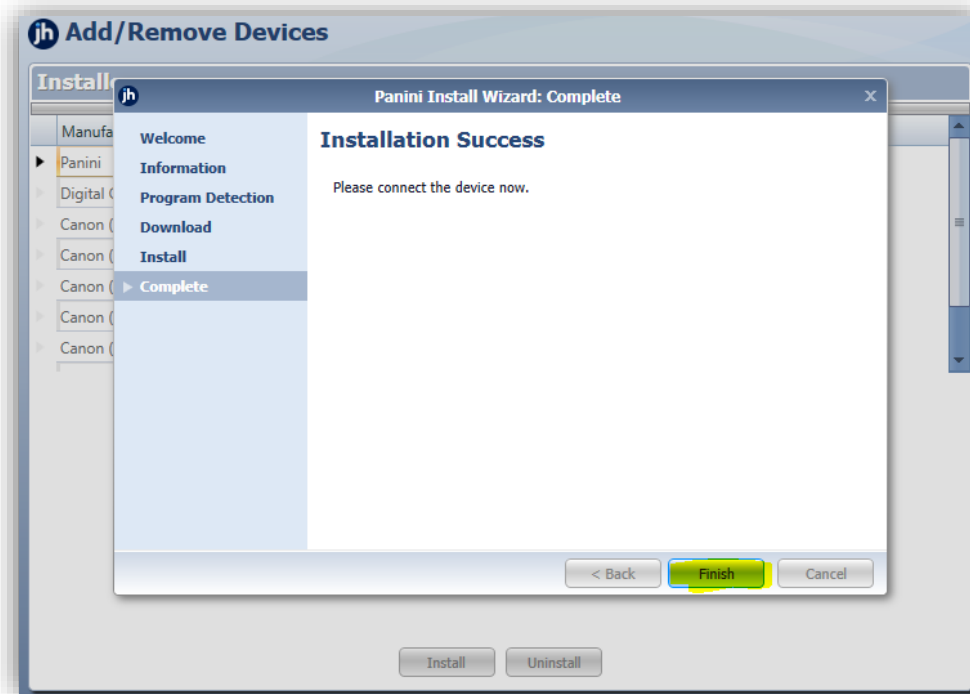 jh Add/Remove Devices
Install
jh Panini Install Wizard: Complete X
Manufa
Panini
Digital
Canon (
Canon (
Canon (
Canon (
Canon (
Welcome
Information
Program Detection
Download
Install
Complete
Installation Success
Please connect the device now.
< Back Finish Cancel
Install Uninstall